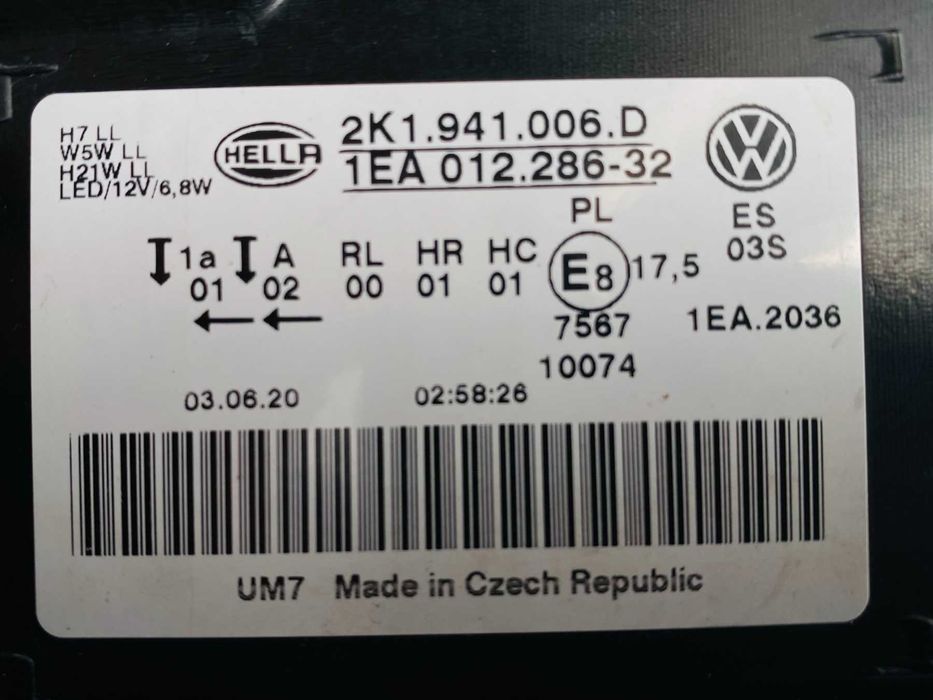 H7 LL
W5W LL
H21W LL
LED/12V/6,8W
HELLA
2K1.941.006.D
1EA 012.286-32
PL
ES
03S
1a A RL HR HC E8 17,5
01 02 00 01 01
7567
1EA.2036
10074
03.06.20 02:58:26
UM7 Made in Czech Republic